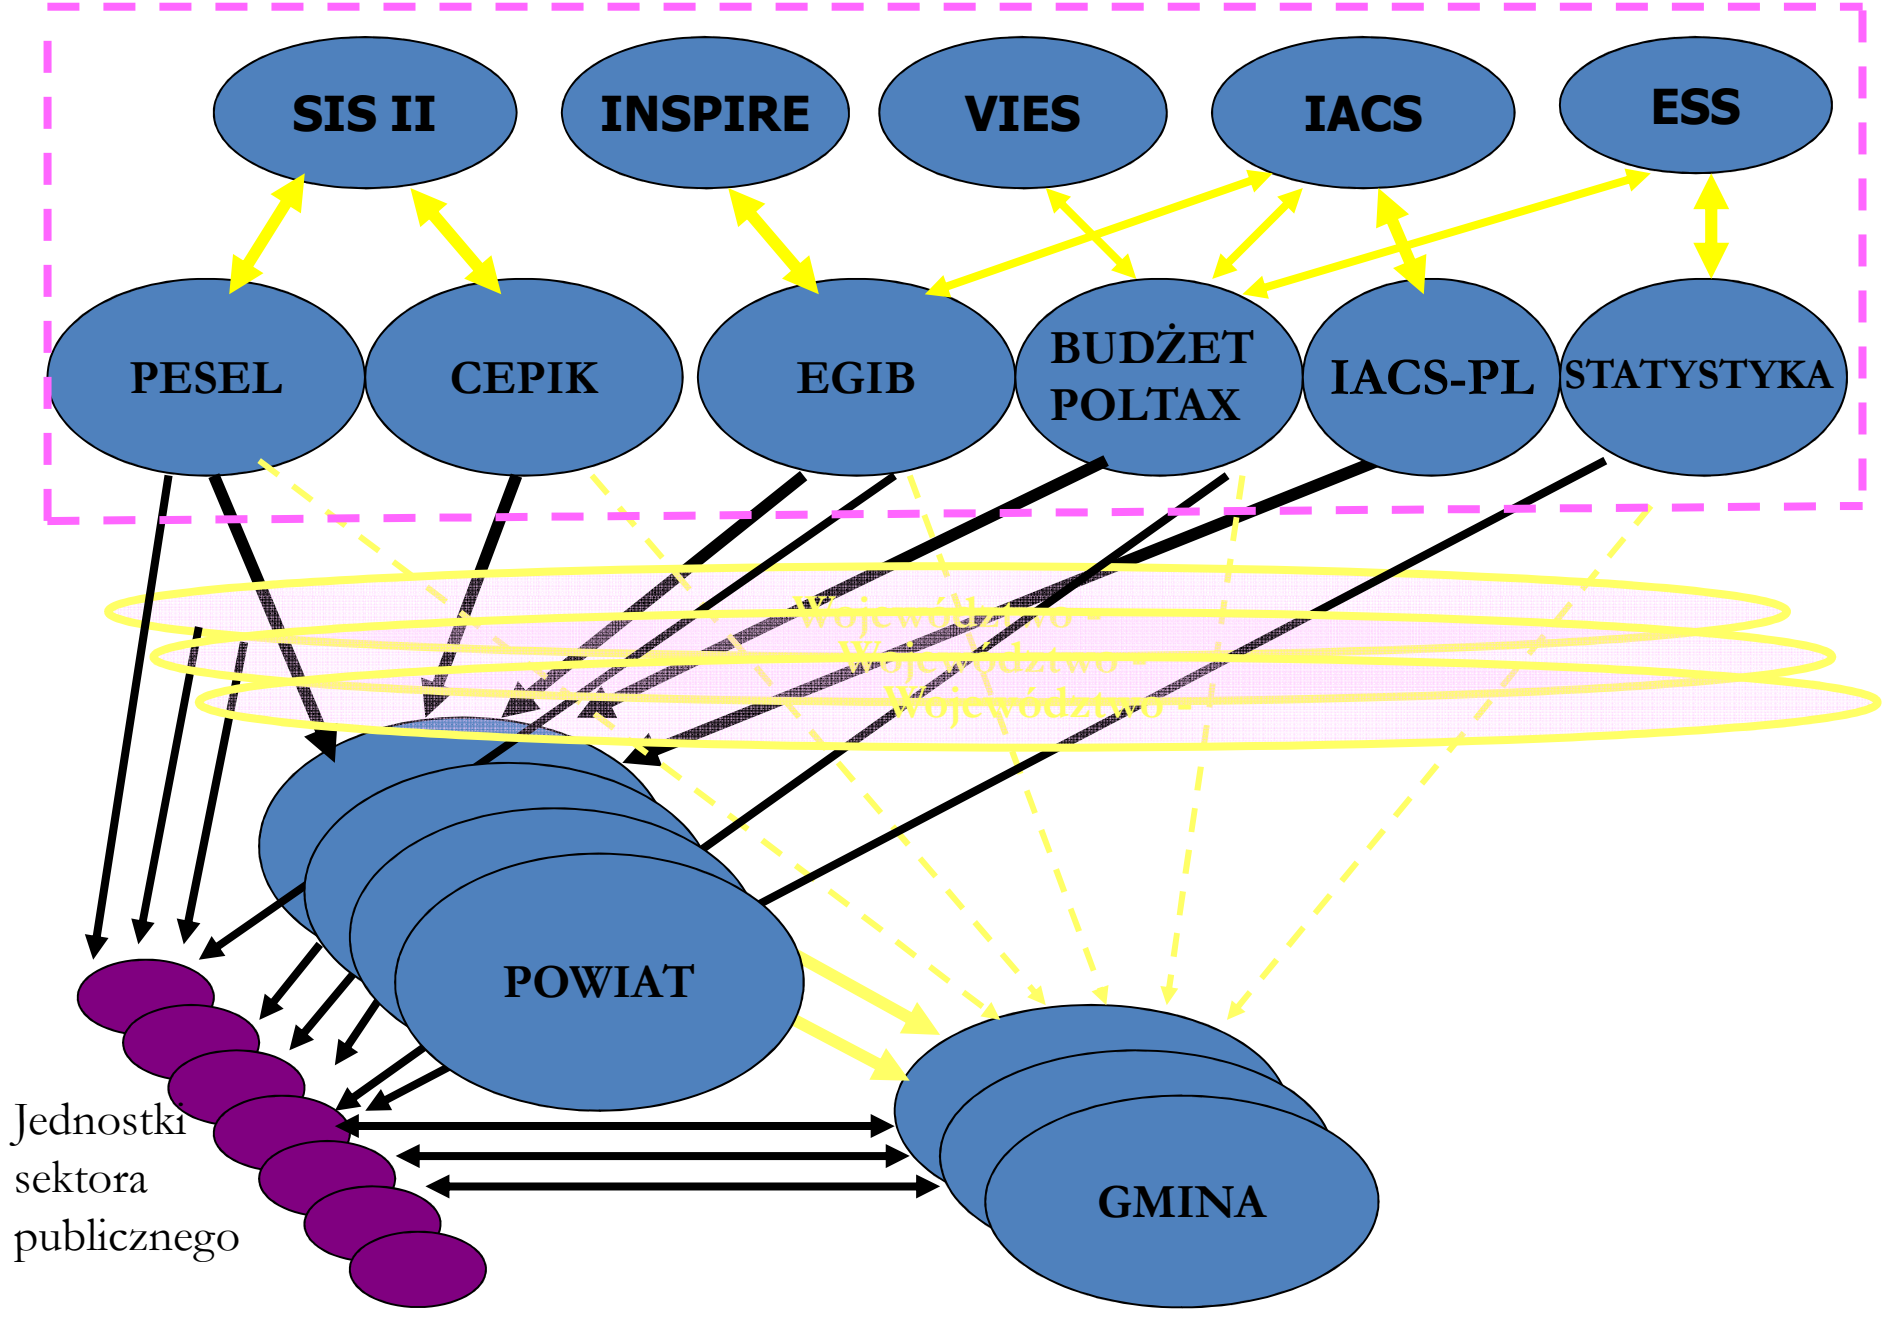 SIS II
INSPIRE
VIES
IACS
ESS
PESEL
CEPIK
EGIB
BUDŻET
POLTAX
IACS-PL
STATYSTYKA
Województwo -
Województwo -
Województwo -
POWIAT
Jednostki
sektora
publicznego
GMINA